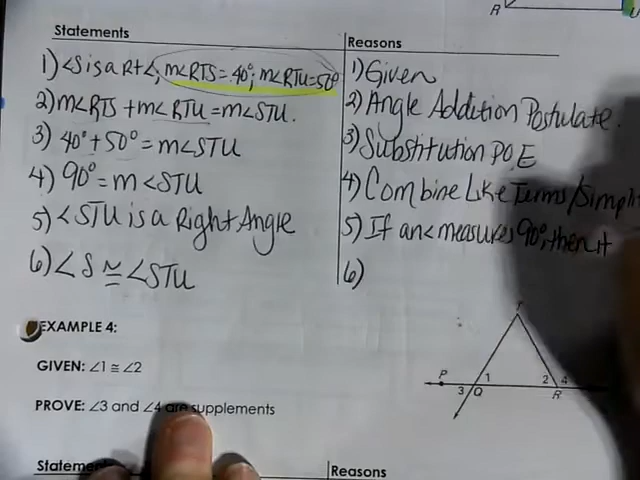 R
Statements
Reasons
1) <S is a Rt <, m<RTS = 40°; m<RTU = 50°
1) Given
2) m<RTS + m<RTU = m<STU.
2) Angle Addition Postulate.
3) 40° + 50° = m<STU
3) Substitution POE
4) 90° = m<STU
4) Combine Like Terms/Simpli
5) <STU is a Right Angle
5) If an < measures 90°, then it
6) <S ≅ <STU
6)
EXAMPLE 4:
GIVEN: ∠1 ≅ ∠2
PROVE: ∠3 and ∠4 are supplements
P 3 1 Q 2 4 R
Statemen
Reasons